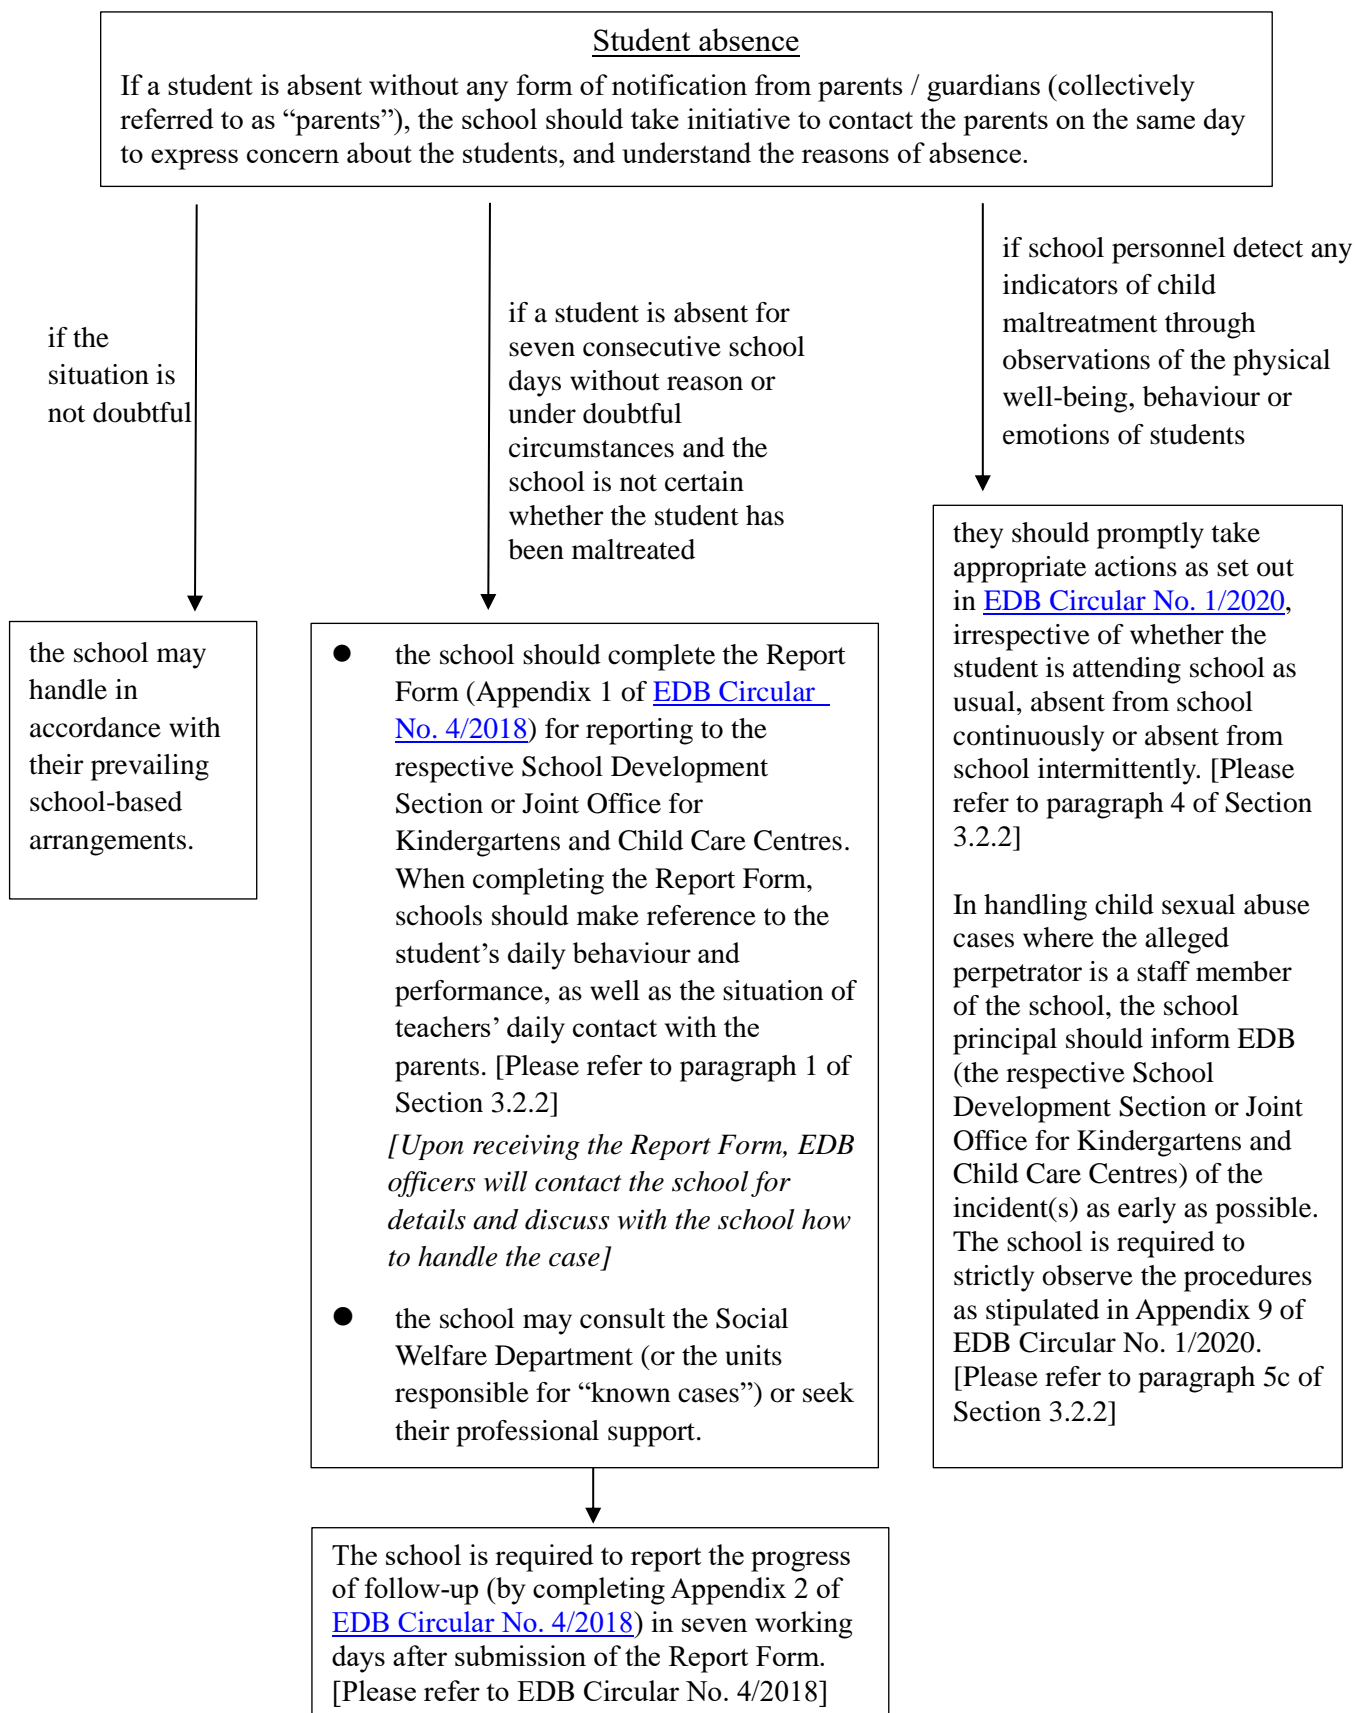 Student absence
If a student is absent without any form of notification from parents / guardians (collectively
referred to as “parents”), the school should take initiative to contact the parents on the same day
to express concern about the students, and understand the reasons of absence.
if the
situation is
not doubtful
the school may
handle in
accordance with
their prevailing
school-based
arrangements.
if a student is absent for
seven consecutive school
days without reason or
under doubtful
circumstances and the
school is not certain
whether the student has
been maltreated
● the school should complete the Report
Form (Appendix 1 of EDB Circular
No. 4/2018) for reporting to the
respective School Development
Section or Joint Office for
Kindergartens and Child Care Centres.
When completing the Report Form,
schools should make reference to the
student’s daily behaviour and
performance, as well as the situation of
teachers’ daily contact with the
parents. [Please refer to paragraph 1 of
Section 3.2.2]
[Upon receiving the Report Form, EDB
officers will contact the school for
details and discuss with the school how
to handle the case]
● the school may consult the Social
Welfare Department (or the units
responsible for “known cases”) or seek
their professional support.
The school is required to report the progress
of follow-up (by completing Appendix 2 of
EDB Circular No. 4/2018) in seven working
days after submission of the Report Form.
[Please refer to EDB Circular No. 4/2018]
if school personnel detect any
indicators of child
maltreatment through
observations of the physical
well-being, behaviour or
emotions of students
they should promptly take
appropriate actions as set out
in EDB Circular No. 1/2020,
irrespective of whether the
student is attending school as
usual, absent from school
continuously or absent from
school intermittently. [Please
refer to paragraph 4 of Section
3.2.2]
In handling child sexual abuse
cases where the alleged
perpetrator is a staff member
of the school, the school
principal should inform EDB
(the respective School
Development Section or Joint
Office for Kindergartens and
Child Care Centres) of the
incident(s) as early as possible.
The school is required to
strictly observe the procedures
as stipulated in Appendix 9 of
EDB Circular No. 1/2020.
[Please refer to paragraph 5c of
Section 3.2.2]